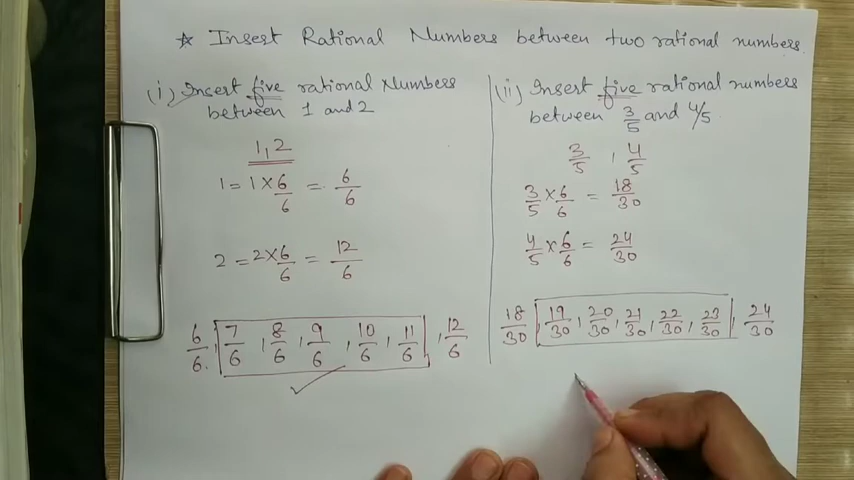 ☆ Insert Rational Numbers between two rational numbers.
(i) Insert five rational Numbers
between 1 and 2
1, 2
1 = 1 × 6/6 = 6/6
2 = 2 × 6/6 = 12/6
6/6, 7/6, 8/6, 9/6, 10/6, 11/6, 12/6
(ii) Insert five rational numbers
between 3/5 and 4/5
3/5, 4/5
3/5 × 6/6 = 18/30
4/5 × 6/6 = 24/30
18/30, 19/30, 20/30, 21/30, 22/30, 23/30, 24/30